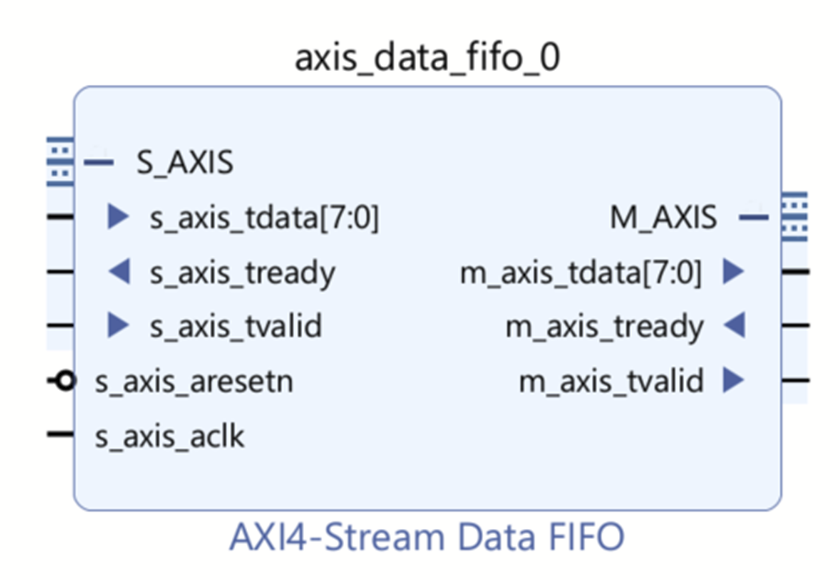 axis_data_fifo_0
S_AXIS
s_axis_tdata[7:0]
s_axis_tready
s_axis_tvalid
s_axis_aresetn
s_axis_aclk
M_AXIS
m_axis_tdata[7:0]
m_axis_tready
m_axis_tvalid
AXI4-Stream Data FIFO